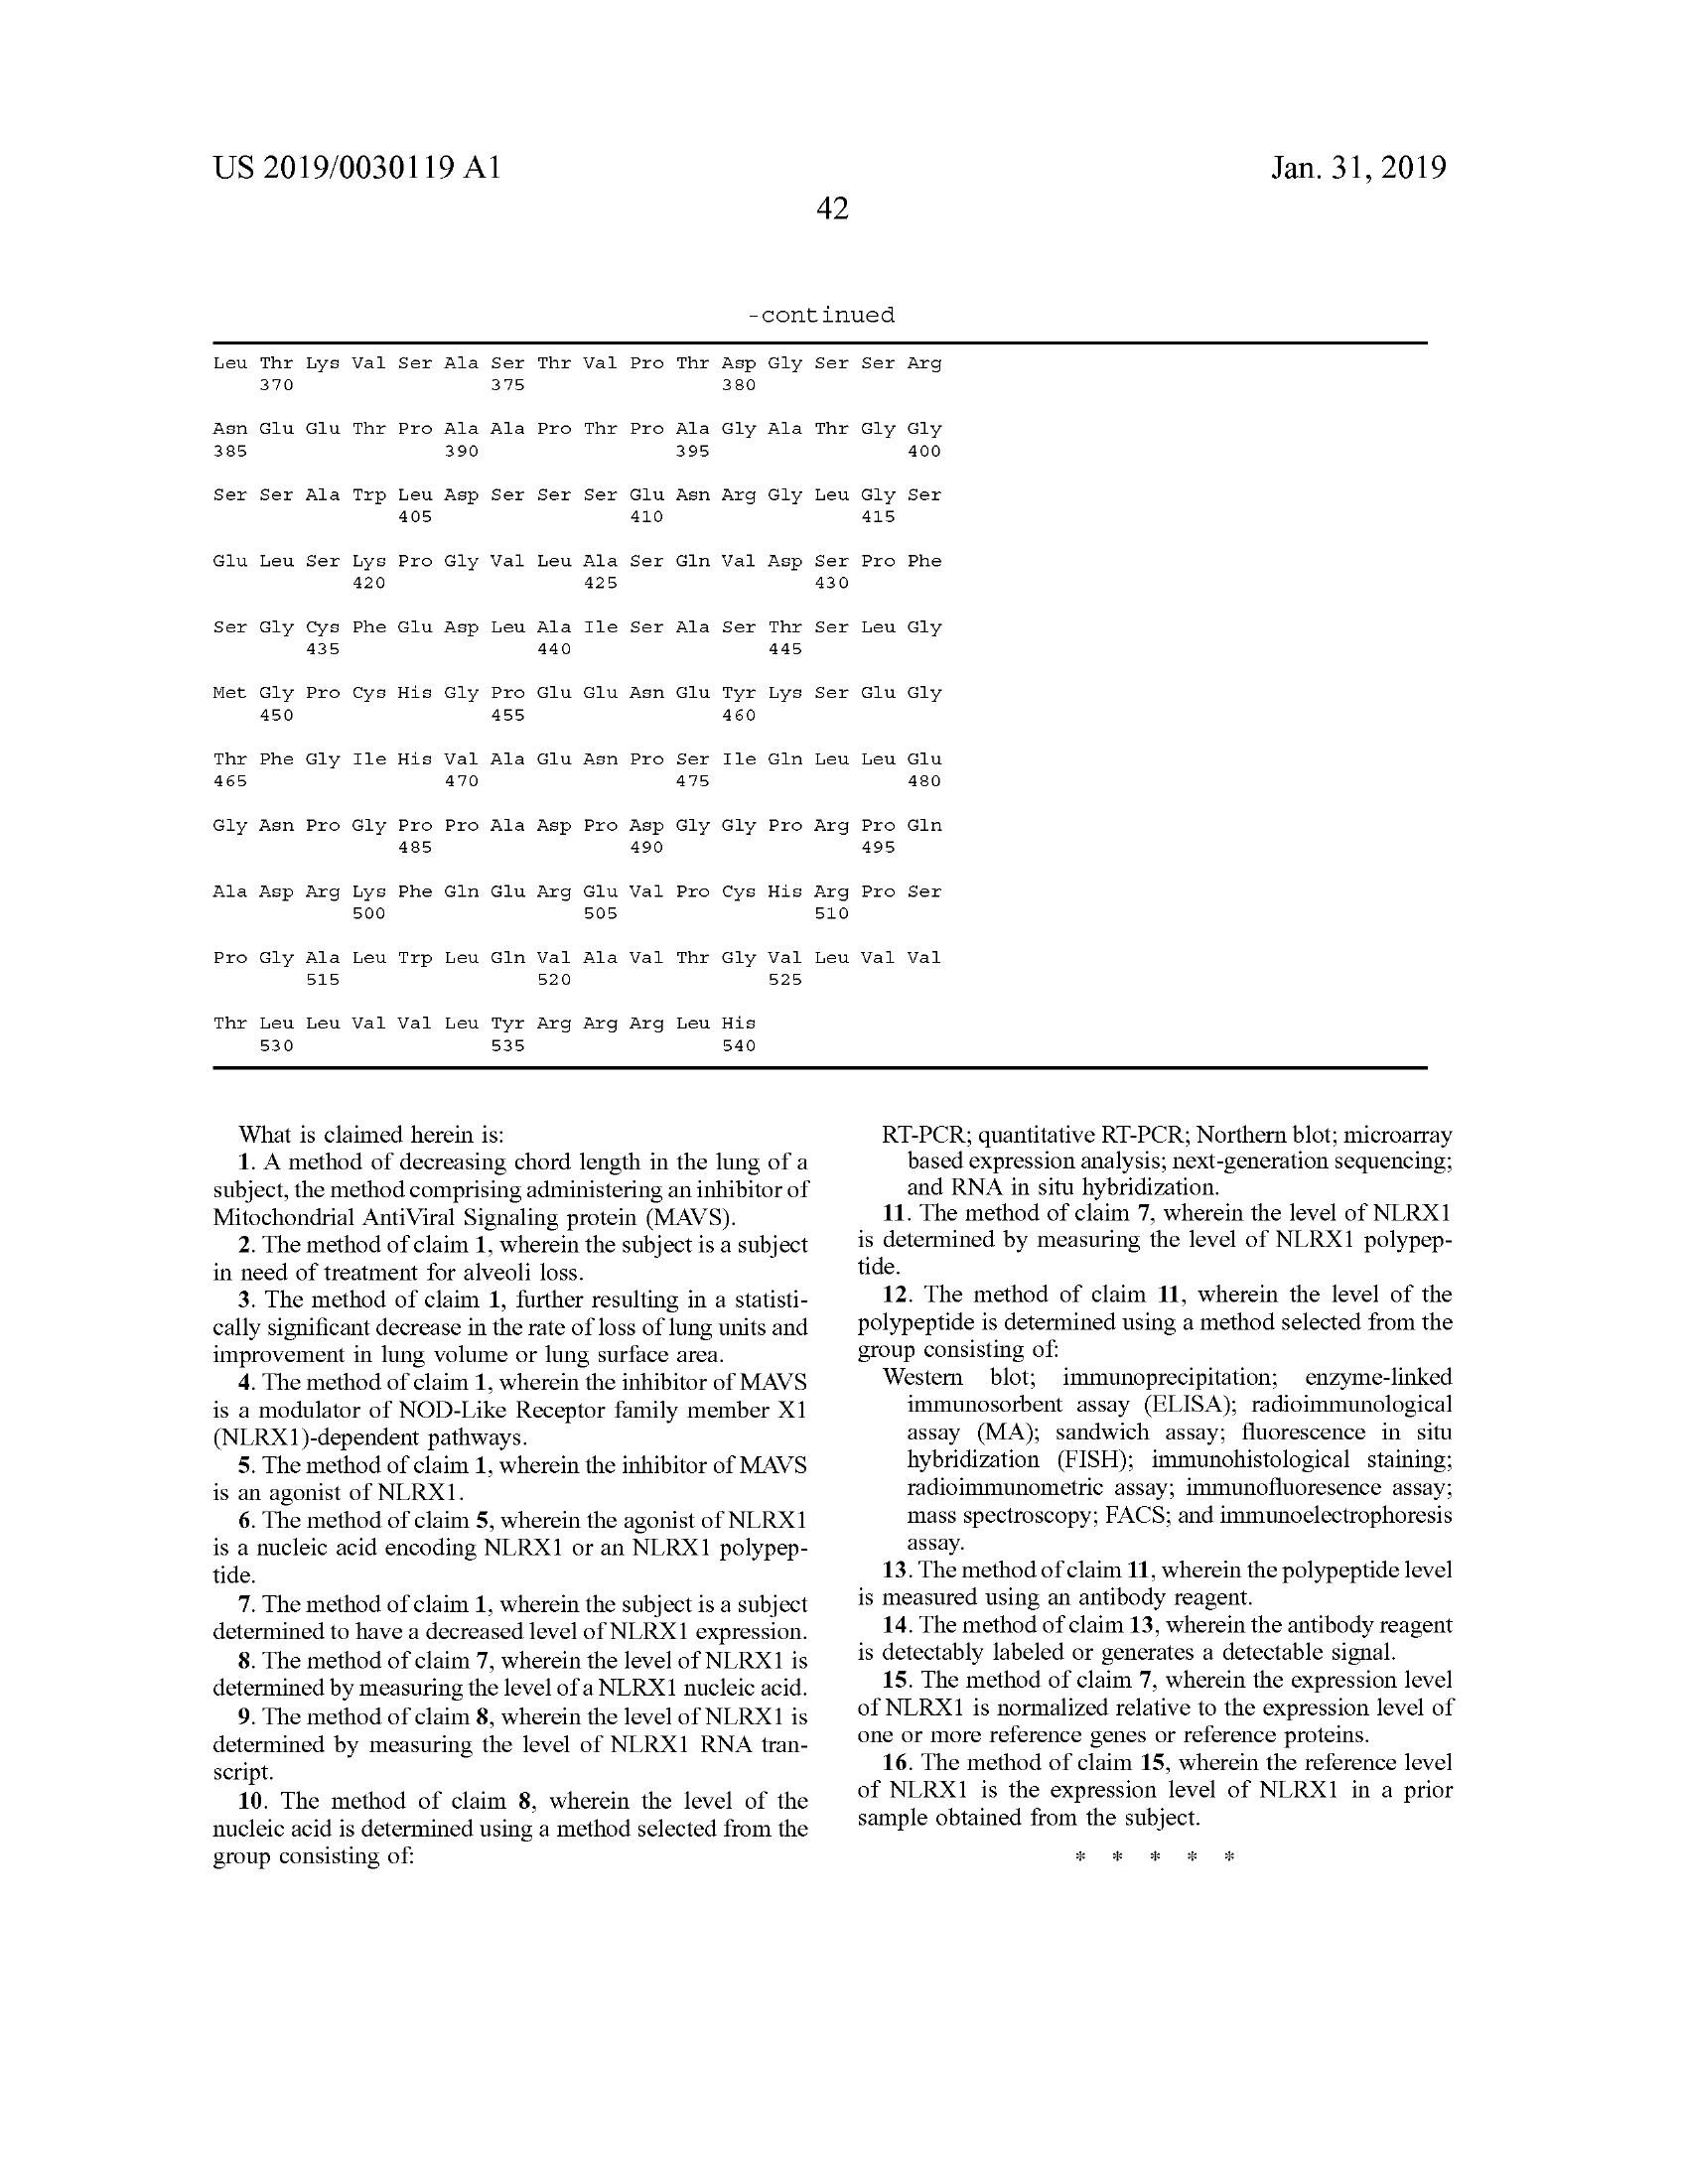 US 2019/0030119 A1
Jan. 31, 2019
42
-continued
Leu Thr Lys Val Ser Ala Ser Thr Val Pro Thr Asp Gly Ser Ser Arg
370 375 380
Asn Glu Glu Thr Pro Ala Ala Pro Thr Pro Ala Gly Ala Thr Gly Gly
385 390 395 400
Ser Ser Ala Trp Leu Asp Ser Ser Ser Glu Asn Arg Gly Leu Gly Ser
405 410 415
Glu Leu Ser Lys Pro Gly Val Leu Ala Ser Gln Val Asp Ser Pro Phe
420 425 430
Ser Gly Cys Phe Glu Asp Leu Ala Ile Ser Ala Ser Thr Ser Leu Gly
435 440 445
Met Gly Pro Cys His Gly Pro Glu Glu Asn Glu Tyr Lys Ser Glu Gly
450 455 460
Thr Phe Gly Ile His Val Ala Glu Asn Pro Ser Ile Gln Leu Leu Glu
465 470 475 480
Gly Asn Pro Gly Pro Pro Ala Asp Pro Asp Gly Gly Pro Arg Pro Gln
485 490 495
Ala Asp Arg Lys Phe Gln Glu Arg Glu Val Pro Cys His Arg Pro Ser
500 505 510
Pro Gly Ala Leu Trp Leu Gln Val Ala Val Thr Gly Val Leu Val Val
515 520 525
Thr Leu Leu Val Val Leu Tyr Arg Arg Arg Leu His
530 535 540
What is claimed herein is:
1. A method of decreasing chord length in the lung of a
subject, the method comprising administering an inhibitor of
Mitochondrial AntiViral Signaling protein (MAVS).
2. The method of claim 1, wherein the subject is a subject
in need of treatment for alveoli loss.
3. The method of claim 1, further resulting in a statisti-
cally significant decrease in the rate of loss of lung units and
improvement in lung volume or lung surface area.
4. The method of claim 1, wherein the inhibitor of MAVS
is a modulator of NOD-Like Receptor family member X1
(NLRX1)-dependent pathways.
5. The method of claim 1, wherein the inhibitor of MAVS
is an agonist of NLRX1.
6. The method of claim 5, wherein the agonist of NLRX1
is a nucleic acid encoding NLRX1 or an NLRX1 polypep-
tide.
7. The method of claim 1, wherein the subject is a subject
determined to have a decreased level of NLRX1 expression.
8. The method of claim 7, wherein the level of NLRX1 is
determined by measuring the level of a NLRX1 nucleic acid.
9. The method of claim 8, wherein the level of NLRX1 is
determined by measuring the level of NLRX1 RNA tran-
script.
10. The method of claim 8, wherein the level of the
nucleic acid is determined using a method selected from the
group consisting of:
RT-PCR; quantitative RT-PCR; Northern blot; microarray
based expression analysis; next-generation sequencing;
and RNA in situ hybridization.
11. The method of claim 7, wherein the level of NLRX1
is determined by measuring the level of NLRX1 polypep-
tide.
12. The method of claim 11, wherein the level of the
polypeptide is determined using a method selected from the
group consisting of:
Western blot; immunoprecipitation; enzyme-linked
immunosorbent assay (ELISA); radioimmunological
assay (MA); sandwich assay; fluorescence in situ
hybridization (FISH); immunohistological staining;
radioimmunometric assay; immunofluoresence assay;
mass spectroscopy; FACS; and immunoelectrophoresis
assay.
13. The method of claim 11, wherein the polypeptide level
is measured using an antibody reagent.
14. The method of claim 13, wherein the antibody reagent
is detectably labeled or generates a detectable signal.
15. The method of claim 7, wherein the expression level
of NLRX1 is normalized relative to the expression level of
one or more reference genes or reference proteins.
16. The method of claim 15, wherein the reference level
of NLRX1 is the expression level of NLRX1 in a prior
sample obtained from the subject.
* * * * *